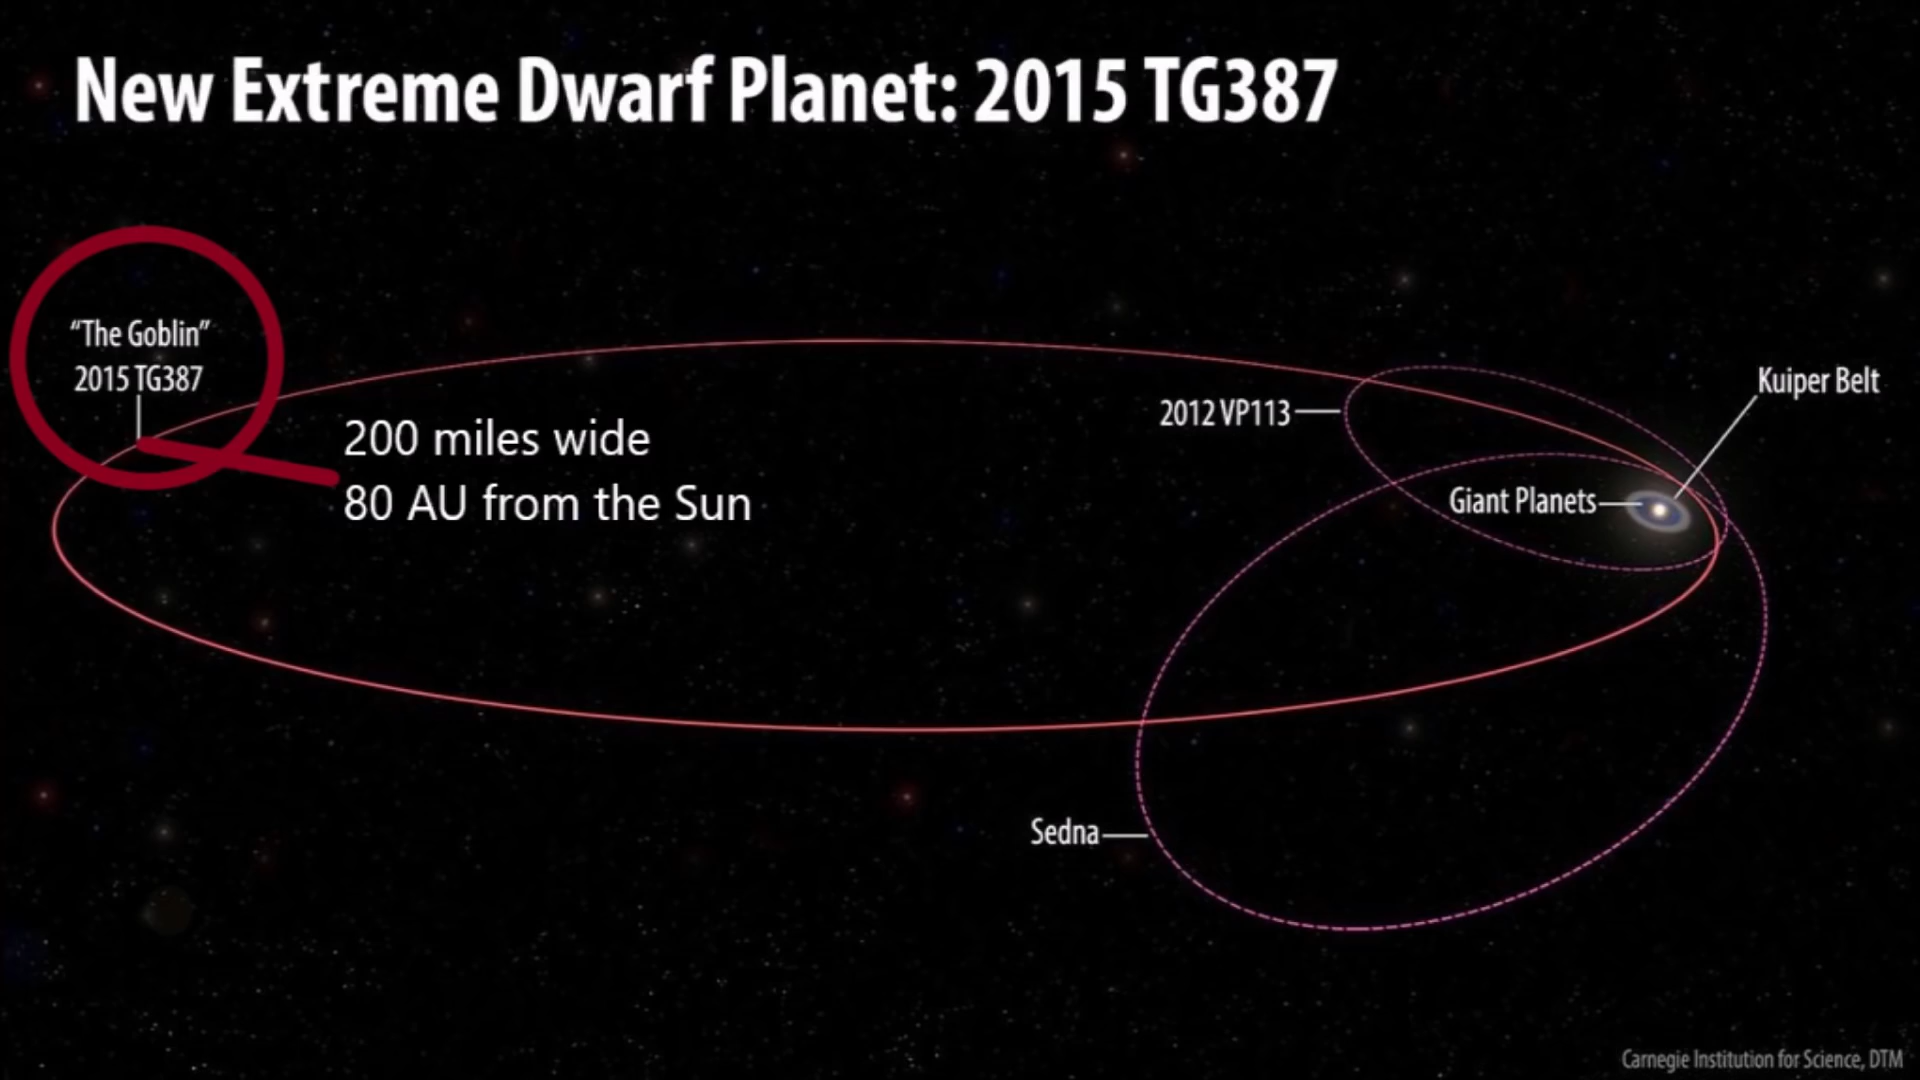 New Extreme Dwarf Planet: 2015 TG387
"The Goblin"
2015 TG387
200 miles wide
80 AU from the Sun
2012 VP113
Kuiper Belt
Giant Planets
Sedna
Carnegie Institution for Science, DTM